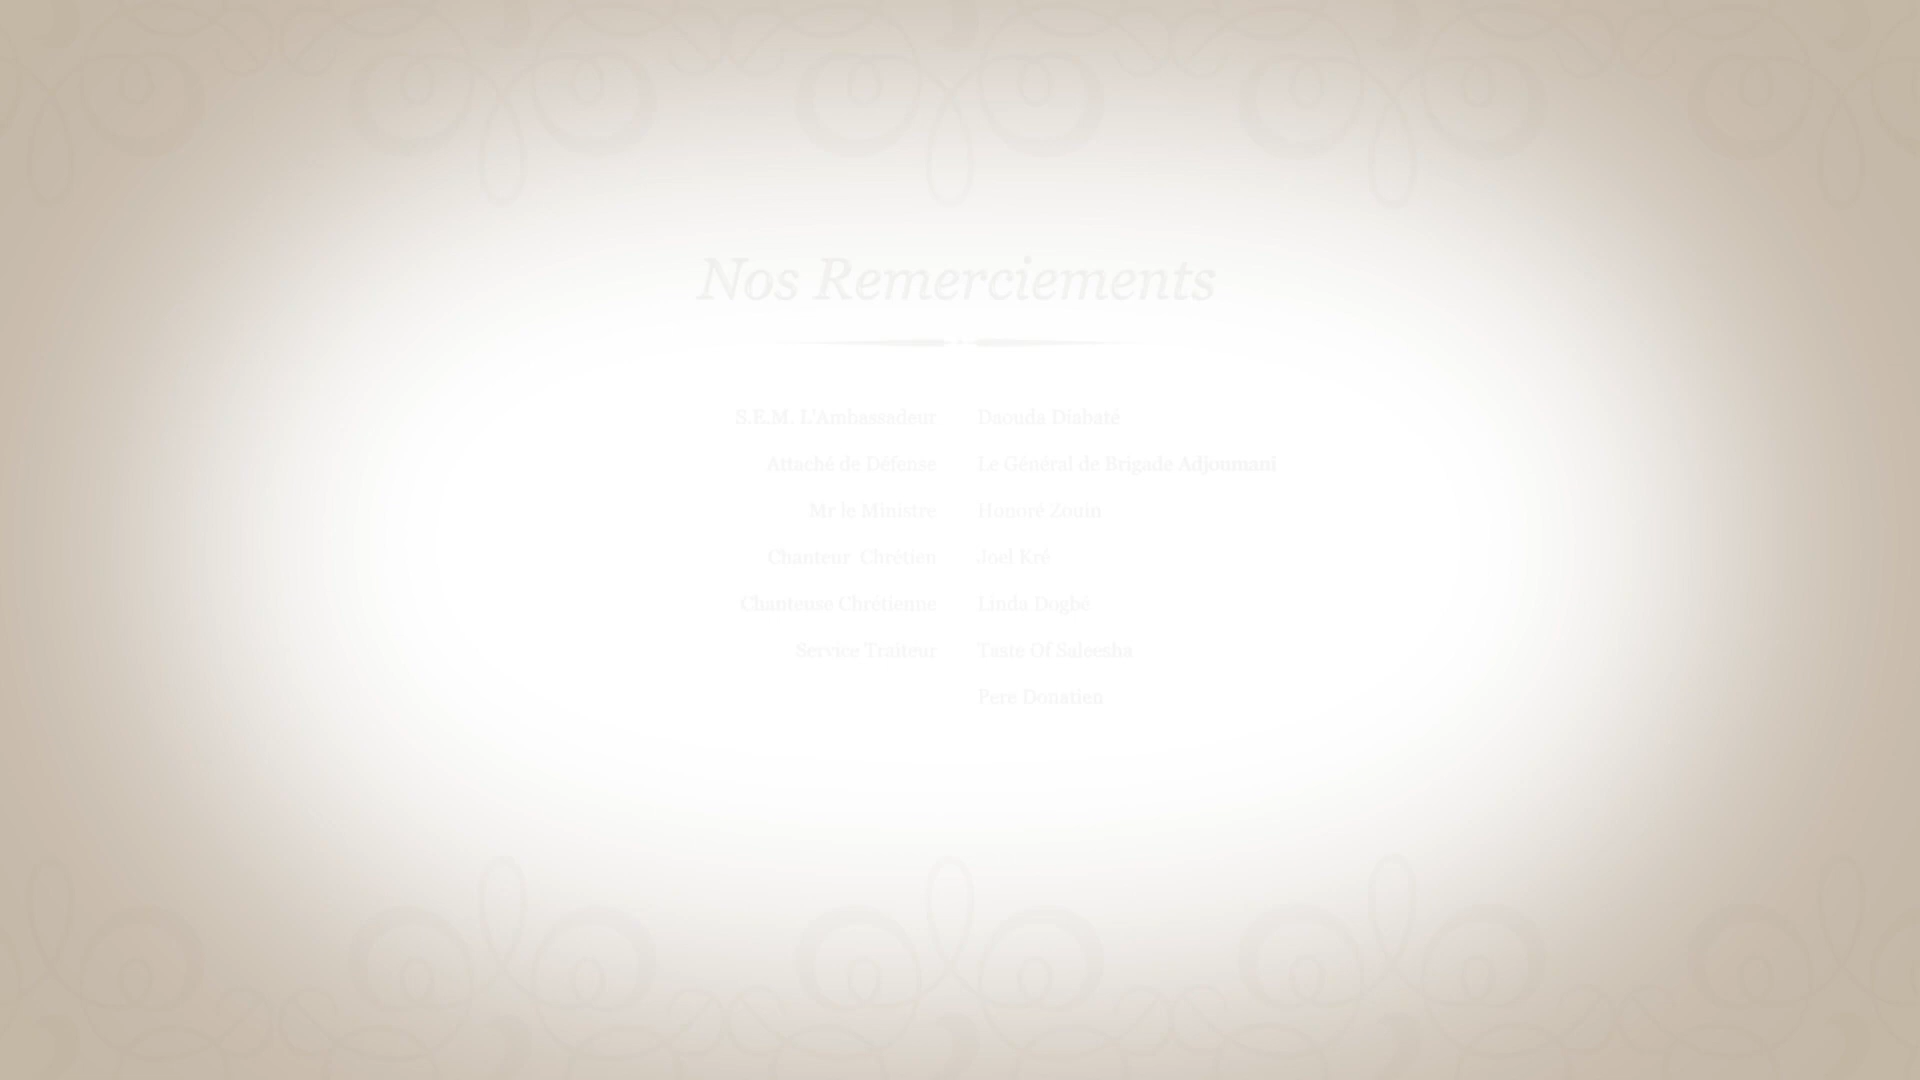 Nos Remerciements
S.E.M. L'Ambassadeur Daouda Diabaté
Attaché de Défense Le Général de Brigade Adjoumani
Mr le Ministre Honoré Zouin
Chanteur Chrétien Joel Kré
Chanteuse Chrétienne Linda Dogbé
Service Traiteur Taste Of Saleesha
Pere Donatien